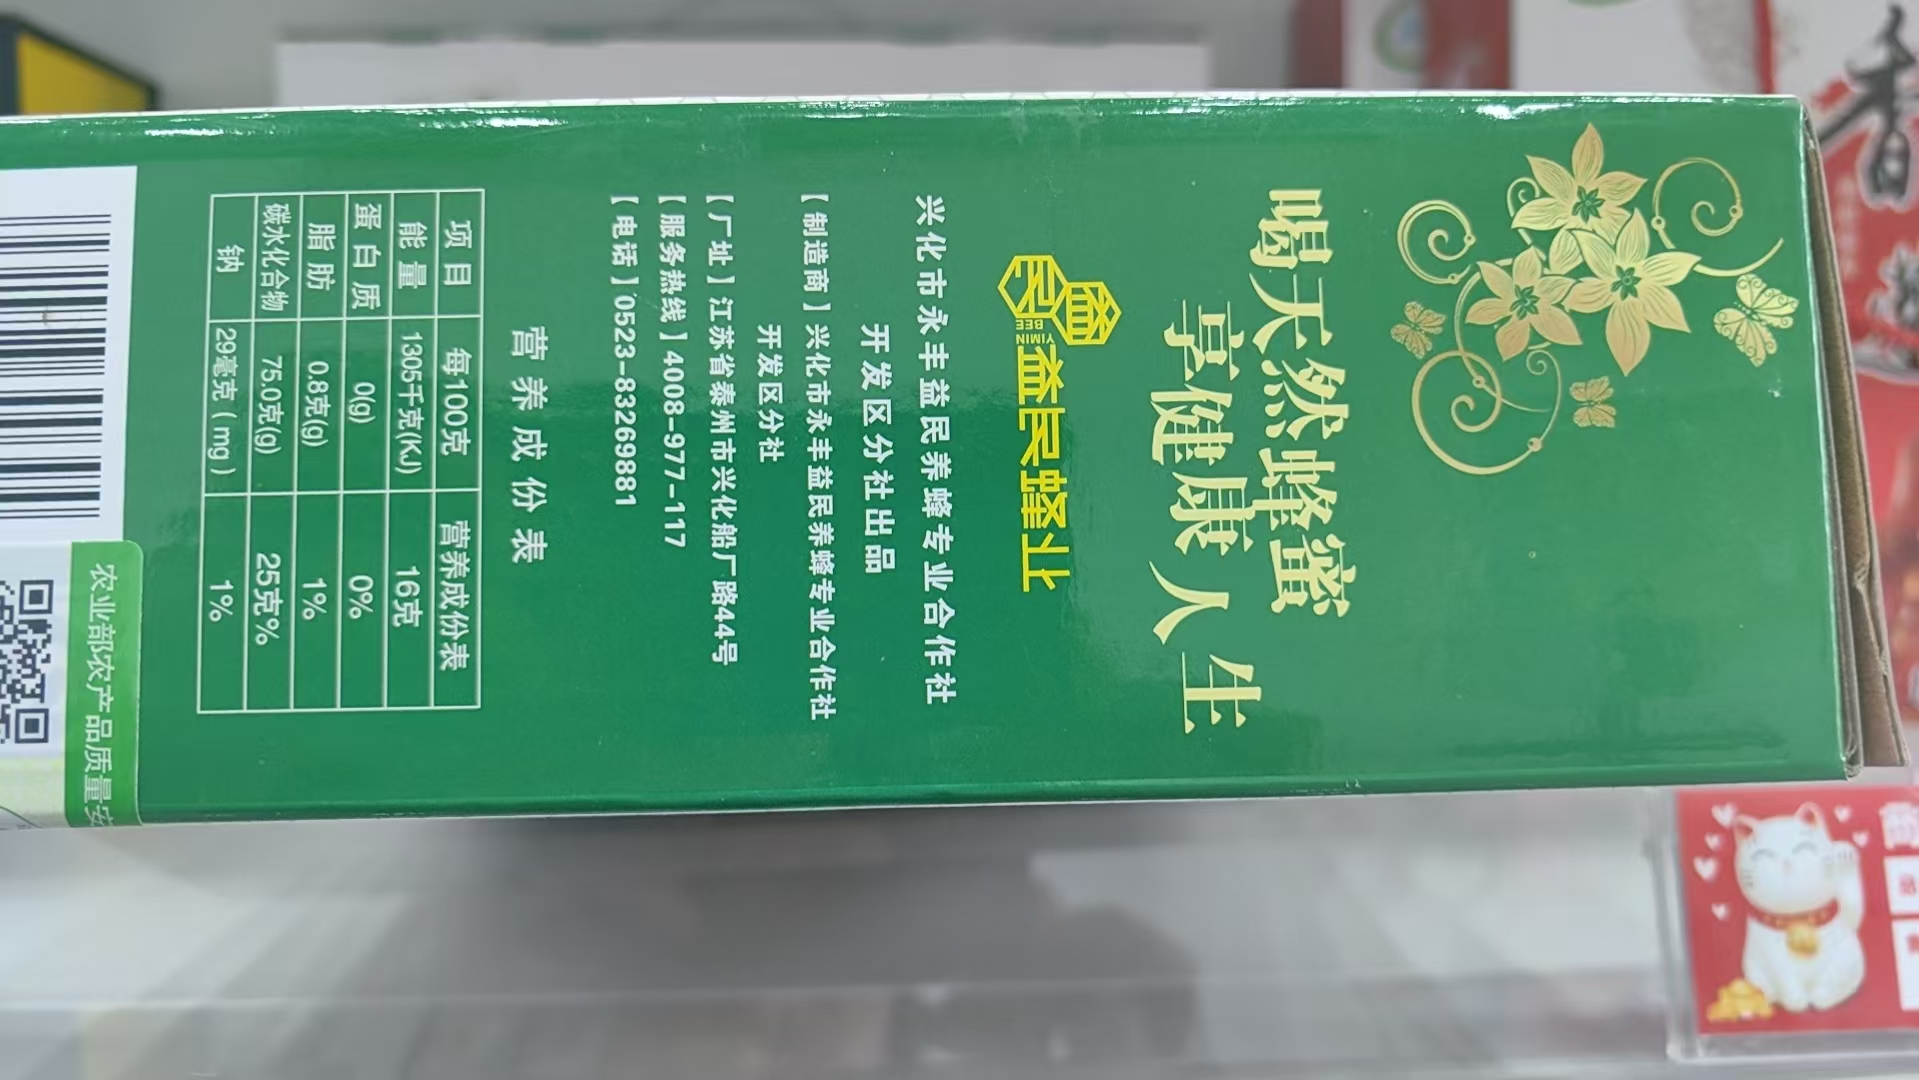 喝天然蜂蜜
享健康人生
益民
YIMIN
BEE
益民蜂业
兴化市永丰益民养蜂专业合作社
开发区分社出品
【制造商】兴化市永丰益民养蜂专业合作社
开发区分社
【厂址】江苏省泰州市兴化船厂路44号
【服务热线】4008-977-117
【电话】0523-83269881
营养成份表
项目 每100克 营养成份表
能量 1305千克(KJ) 16克
蛋白质 0(g) 0%
脂肪 0.8克(g) 1%
碳水化合物 75.0克(g) 25克%
钠 29毫克(mg) 1%
农业部农产品质量安
香